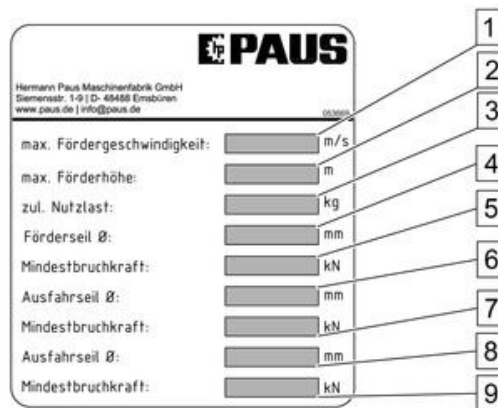 PAUS
Hermann Paus Maschinenfabrik GmbH
Siemensstr. 1-9 | D- 48488 Emsbüren
www.paus.de | info@paus.de
max. Fördergeschwindigkeit: m/s 1
max. Förderhöhe: m 2
zul. Nutzlast: kg 3
Förderseil Ø: mm 4
Mindestbruchkraft: kN 5
Ausfahrseil Ø: mm 6
Mindestbruchkraft: kN 7
Ausfahrseil Ø: mm 8
Mindestbruchkraft: kN 9